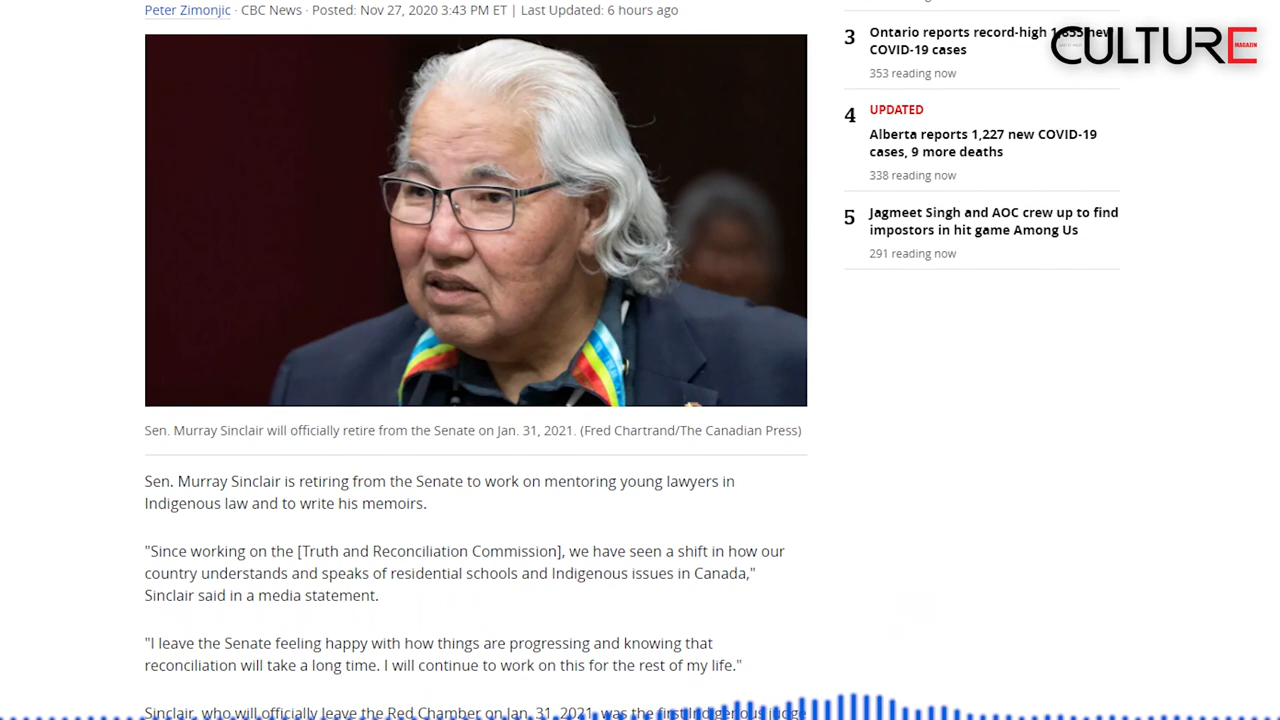 Peter Zimonjic · CBC News · Posted: Nov 27, 2020 3:43 PM ET | Last Updated: 6 hours ago
Sen. Murray Sinclair will officially retire from the Senate on Jan. 31, 2021. (Fred Chartrand/The Canadian Press)
Sen. Murray Sinclair is retiring from the Senate to work on mentoring young lawyers in
Indigenous law and to write his memoirs.
"Since working on the [Truth and Reconciliation Commission], we have seen a shift in how our
country understands and speaks of residential schools and Indigenous issues in Canada,"
Sinclair said in a media statement.
"I leave the Senate feeling happy with how things are progressing and knowing that
reconciliation will take a long time. I will continue to work on this for the rest of my life."
Sinclair, who will officially leave the Red Chamber on Jan. 31, 2021, was the first Indigenous judge
3
Ontario reports record-high 1,855 new
COVID-19 cases
353 reading now
4
UPDATED
Alberta reports 1,227 new COVID-19
cases, 9 more deaths
338 reading now
5
Jagmeet Singh and AOC crew up to find
impostors in hit game Among Us
291 reading now
CULTURE
MAGAZIN